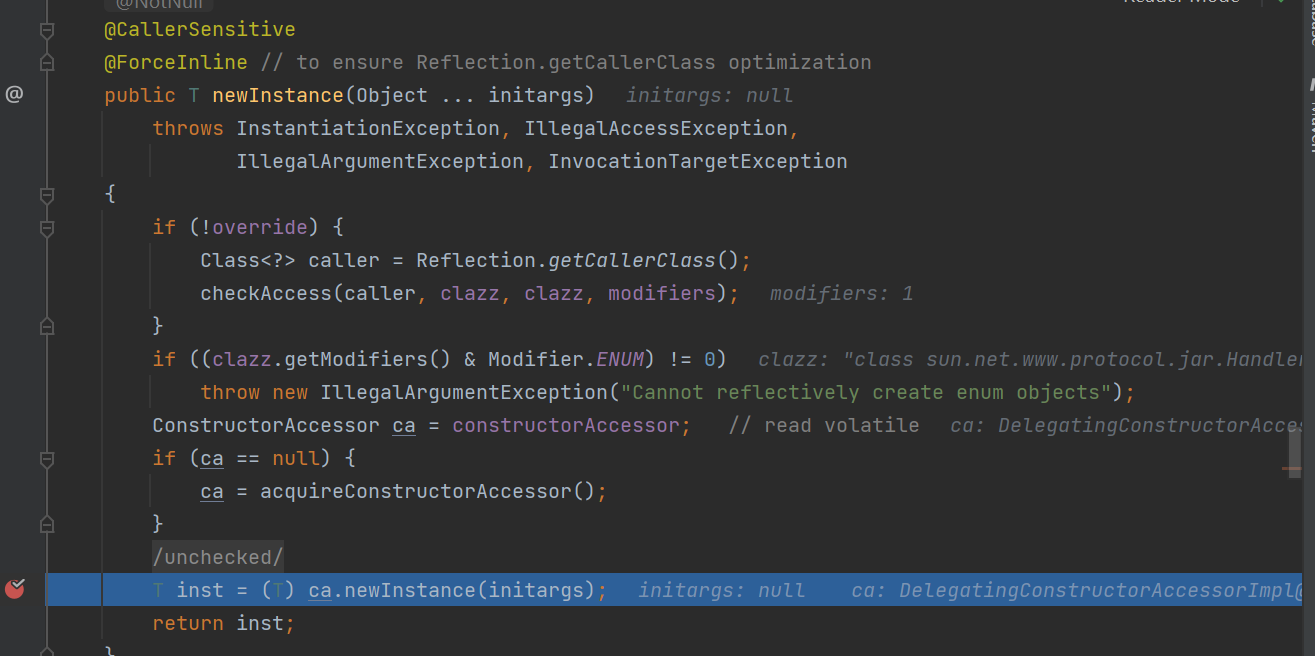 @NotNull
@CallerSensitive
@ForceInline // to ensure Reflection.getCallerClass optimization
public T newInstance(Object ... initargs)   initargs: null
    throws InstantiationException, IllegalAccessException,
           IllegalArgumentException, InvocationTargetException
{
    if (!override) {
        Class<?> caller = Reflection.getCallerClass();
        checkAccess(caller, clazz, clazz, modifiers);   modifiers: 1
    }
    if ((clazz.getModifiers() & Modifier.ENUM) != 0)   clazz: "class sun.net.www.protocol.jar.Handler
        throw new IllegalArgumentException("Cannot reflectively create enum objects");
    ConstructorAccessor ca = constructorAccessor;   // read volatile   ca: DelegatingConstructorAcces
    if (ca == null) {
        ca = acquireConstructorAccessor();
    }
    /unchecked/
    T inst = (T) ca.newInstance(initargs);   initargs: null   ca: DelegatingConstructorAccessorImpl@
    return inst;
}
Reader Mode
Maven